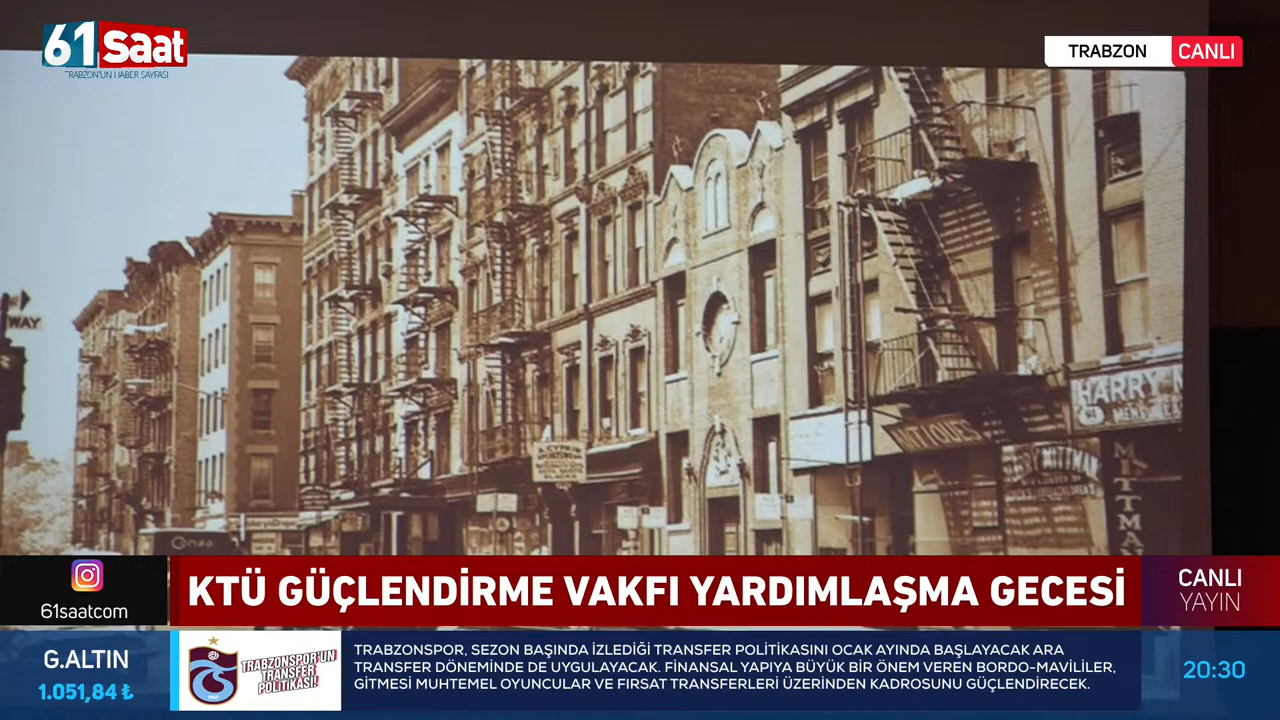 61Saat
TRABZON'UN HABER SAYFASI
TRABZON CANLI
WAY
HARRY
MITTMAN
KTÜ GÜÇLENDİRME VAKFI YARDIMLAŞMA GECESİ
61saatcom
CANLI
YAYIN
G.ALTIN
1.051,84 ₺
TRABZONSPOR'UN
TRANSFER
POLİTİKASI!
TRABZONSPOR, SEZON BAŞINDA İZLEDİĞİ TRANSFER POLİTİKASINI OCAK AYINDA BAŞLAYACAK ARA
TRANSFER DÖNEMİNDE DE UYGULAYACAK. FİNANSAL YAPIYA BÜYÜK BİR ÖNEM VEREN BORDO-MAVİLİLER,
GİTMESİ MUHTEMEL OYUNCULAR VE FIRSAT TRANSFERLERİ ÜZERİNDEN KADROSUNU GÜÇLENDİRECEK.
20:30